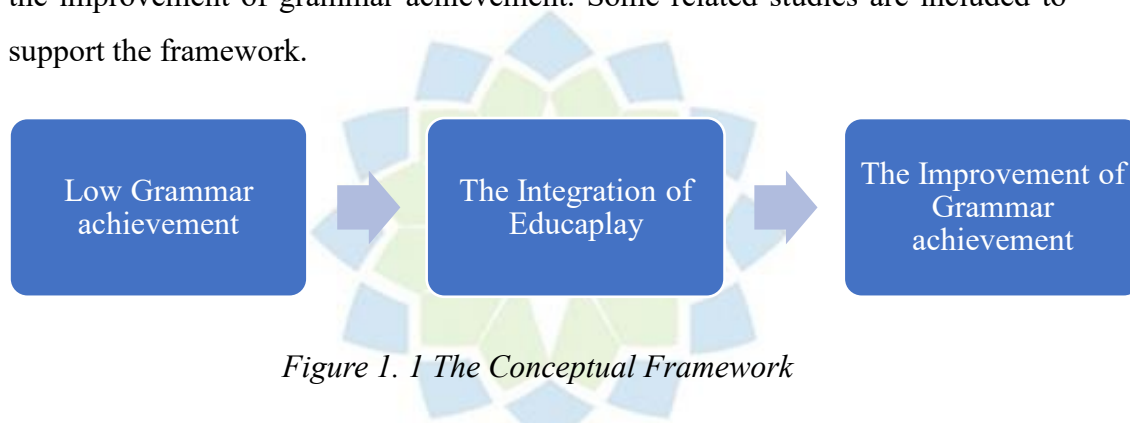 the improvement of grammar achievement. Some related studies are included to
support the framework.
Low Grammar
achievement
The Integration of
Educaplay
The Improvement of
Grammar
achievement
Figure 1. 1 The Conceptual Framework